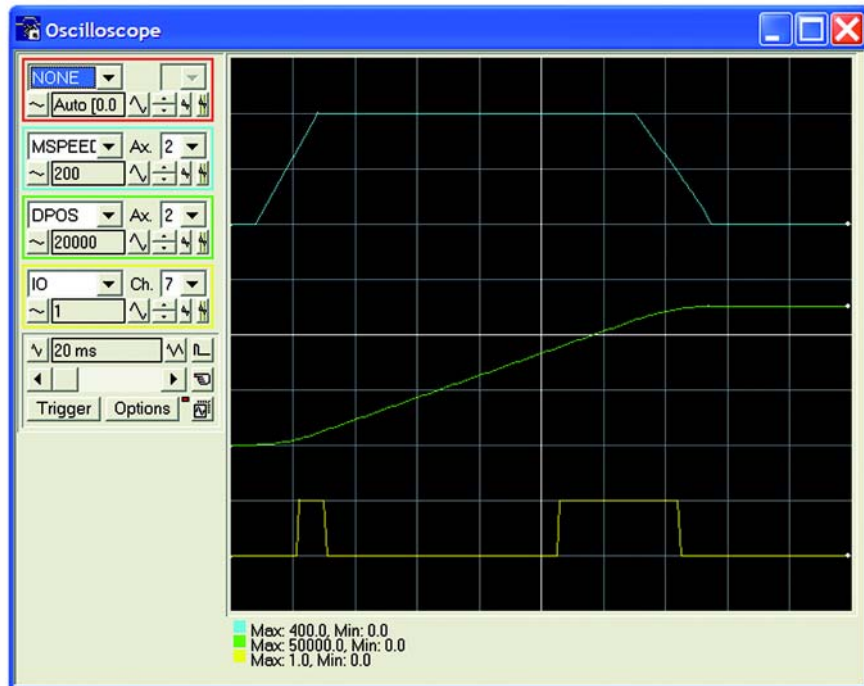 Oscilloscope
NONE
Auto [0.0
MSPEED Ax. 2
200
DPOS Ax. 2
20000
IO Ch. 7
1
20 ms
Trigger Options
Max: 400.0, Min: 0.0
Max: 50000.0, Min: 0.0
Max: 1.0, Min: 0.0